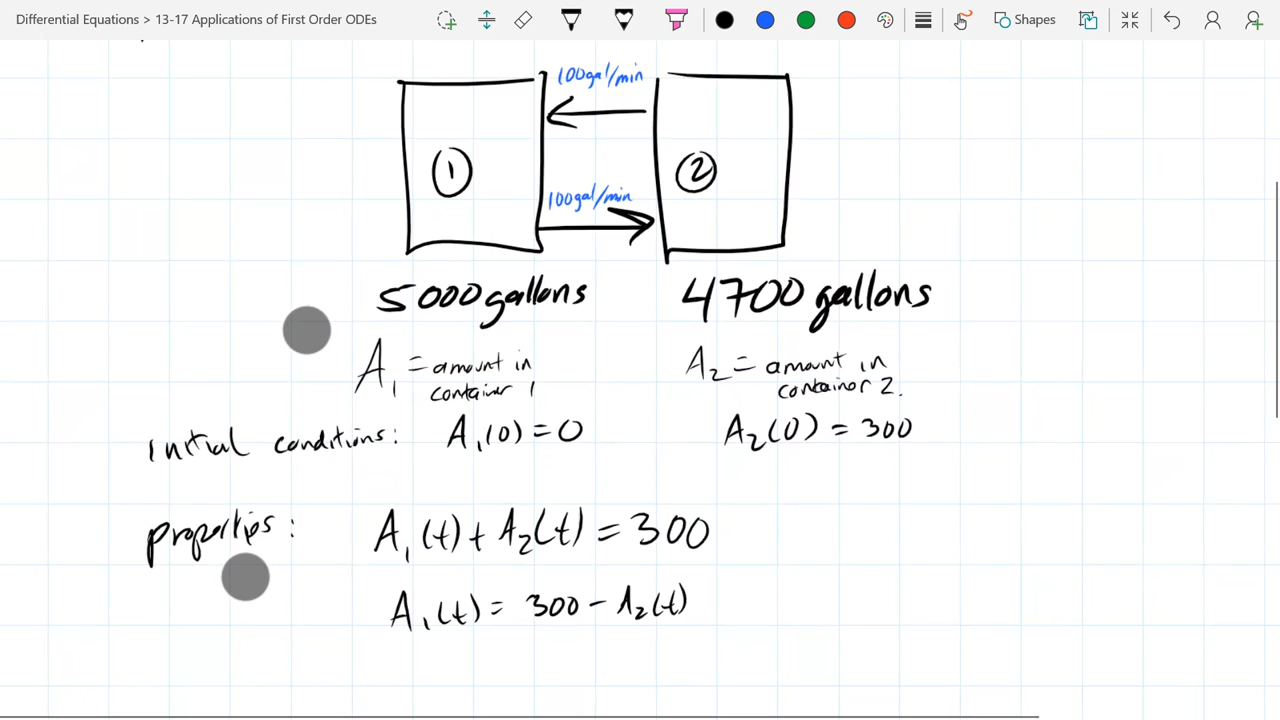 Differential Equations > 13-17 Applications of First Order ODEs
Shapes
100gal/min
① ②
100gal/min
5000 gallons 4700 gallons
A₁ = amount in container 1
A₂ = amount in container 2.
initial conditions: A₁(0) = 0 A₂(0) = 300
properties: A₁(t) + A₂(t) = 300
A₁(t) = 300 - A₂(t)